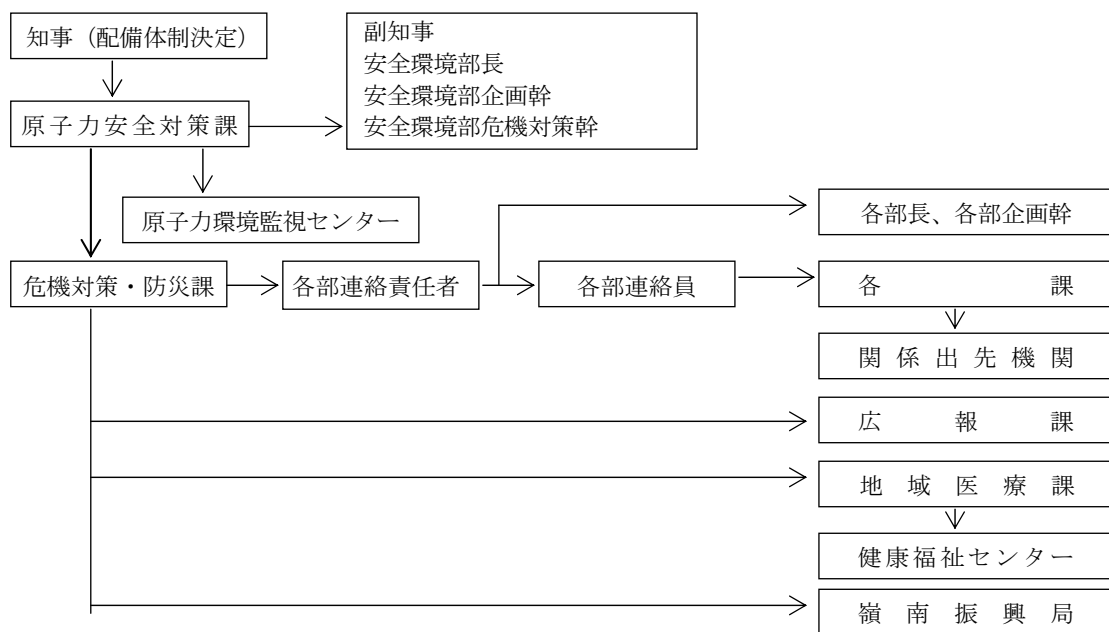 知事（配備体制決定）
副知事
安全環境部長
安全環境部企画幹
安全環境部危機対策幹
原子力安全対策課
原子力環境監視センター
各部長、各部企画幹
危機対策・防災課
各部連絡責任者
各部連絡員
各課
関係出先機関
広報課
地域医療課
健康福祉センター
嶺南振興局